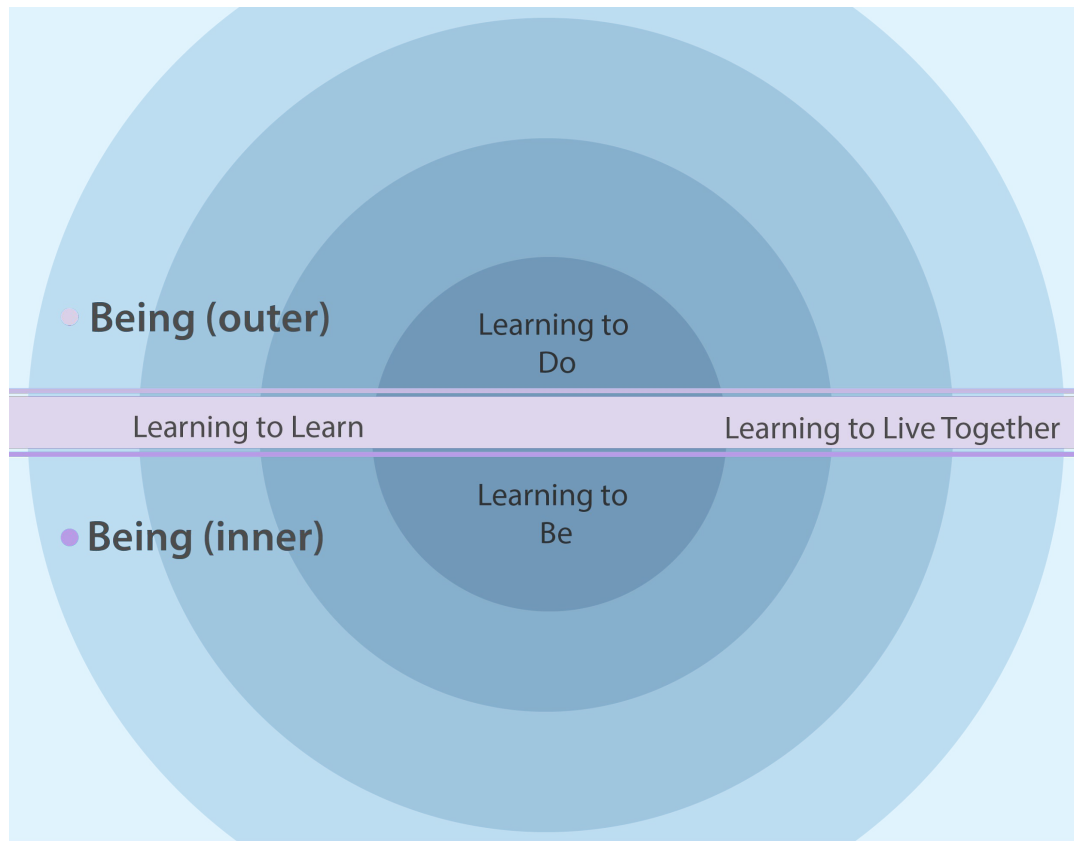 Being (outer)
Learning to
Do
Learning to Learn
Learning to Live Together
Learning to
Be
Being (inner)